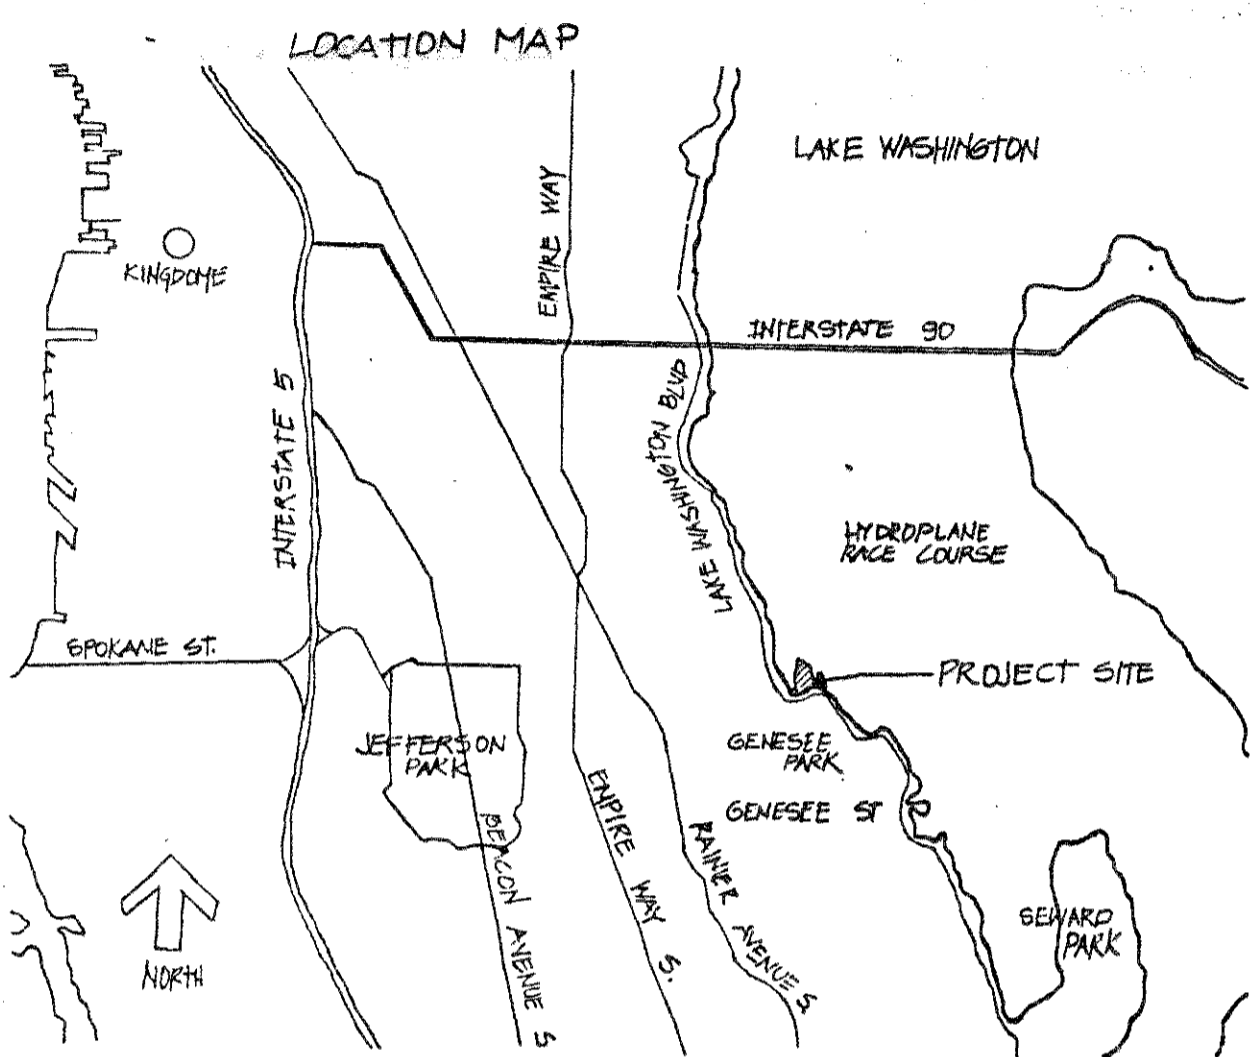 LOCATION MAP
LAKE WASHINGTON
EMPIRE WAY
KINGDOME
INTERSTATE 90
INTERSTATE 5
LAKE WASHINGTON BLVD
HYDROPLANE
RACE COURSE
SPOKANE ST.
PROJECT SITE
JEFFERSON
PARK
GENESEE
PARK
GENESEE ST
EMPIRE WAY S.
RAINIER AVENUE S.
BEACON AVENUE S
SEWARD
PARK
NORTH